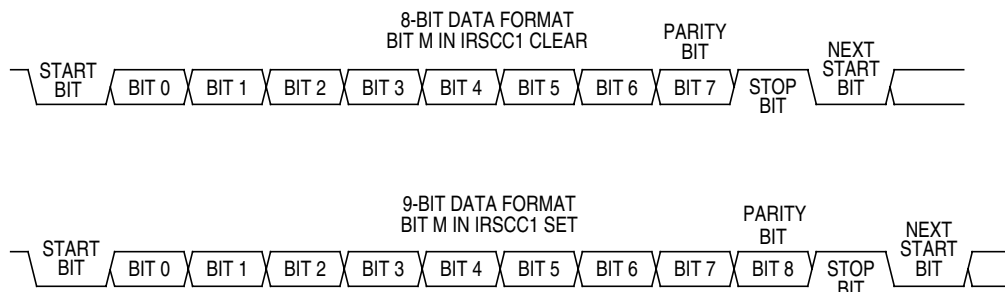 8-BIT DATA FORMAT
BIT M IN IRSCC1 CLEAR
PARITY
BIT
START
BIT
BIT 0 BIT 1 BIT 2 BIT 3 BIT 4 BIT 5 BIT 6 BIT 7
STOP
BIT
NEXT
START
BIT
9-BIT DATA FORMAT
BIT M IN IRSCC1 SET
PARITY
BIT
START
BIT
BIT 0 BIT 1 BIT 2 BIT 3 BIT 4 BIT 5 BIT 6 BIT 7 BIT 8
STOP
BIT
NEXT
START
BIT